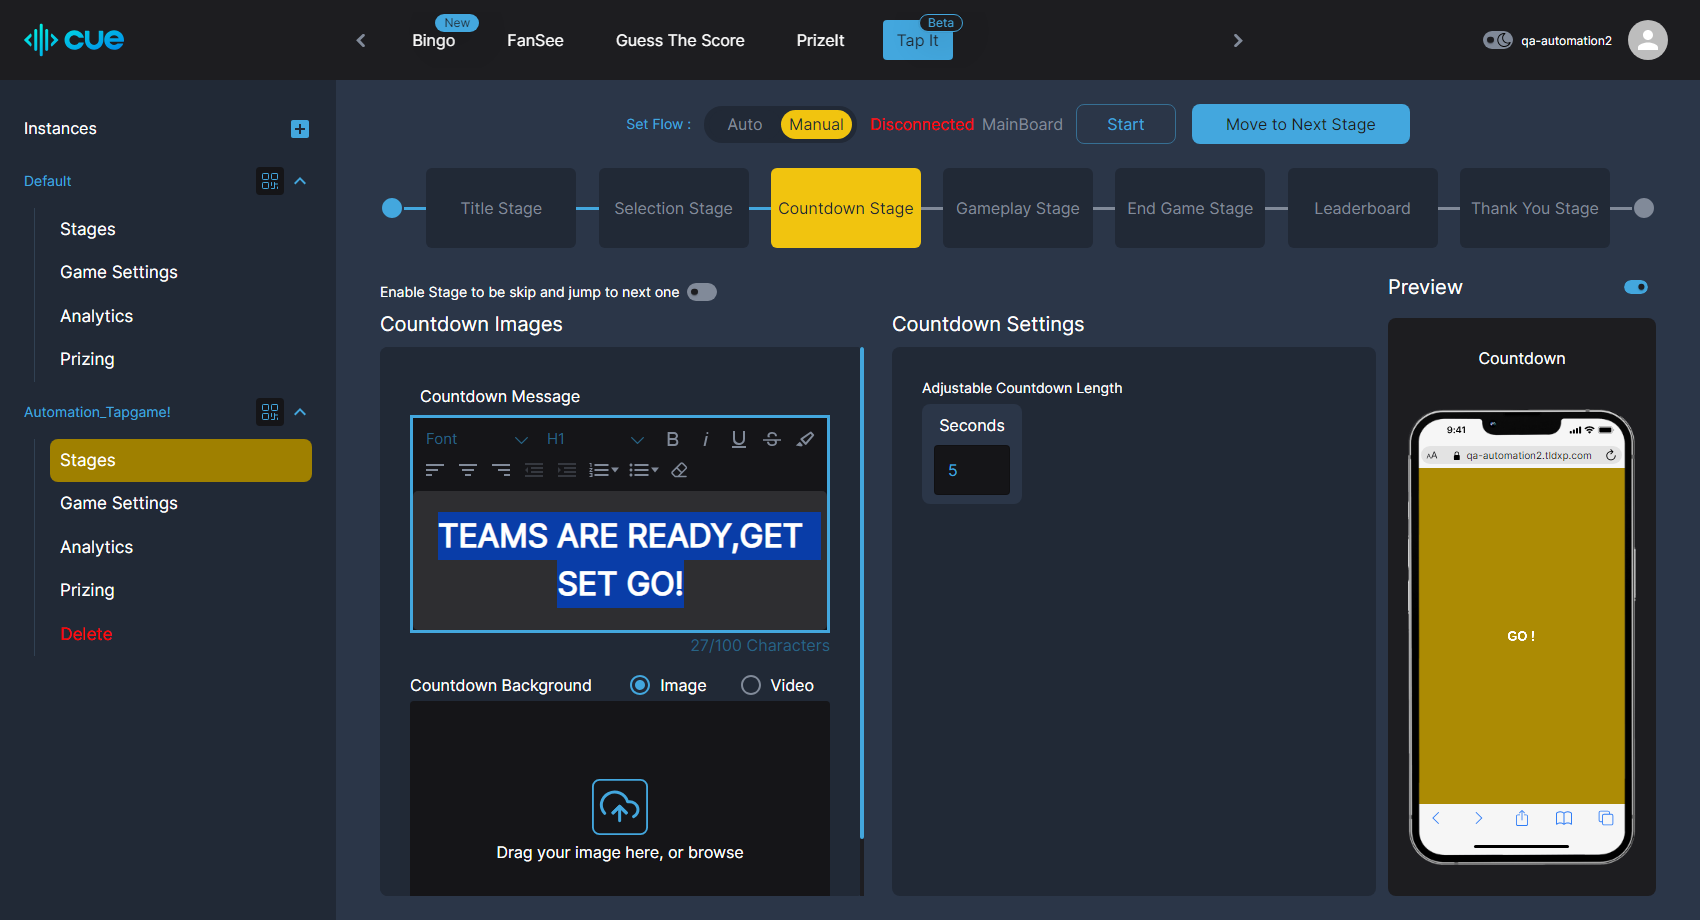 cue
New
Bingo
FanSee
Guess The Score
PrizeIt
Beta
Tap It
qa-automation2
Instances
Default
Stages
Game Settings
Analytics
Prizing
Automation_Tapgame!
Stages
Game Settings
Analytics
Prizing
Delete
Set Flow :
Auto
Manual
Disconnected MainBoard
Start
Move to Next Stage
Title Stage
Selection Stage
Countdown Stage
Gameplay Stage
End Game Stage
Leaderboard
Thank You Stage
Enable Stage to be skip and jump to next one
Countdown Images
Countdown Message
Font
H1
B
i
U
S
TEAMS ARE READY,GET
SET GO!
27/100 Characters
Countdown Background
Image
Video
Drag your image here, or browse
Countdown Settings
Adjustable Countdown Length
Seconds
5
Preview
Countdown
9:41
AA
qa-automation2.tldxp.com
GO !